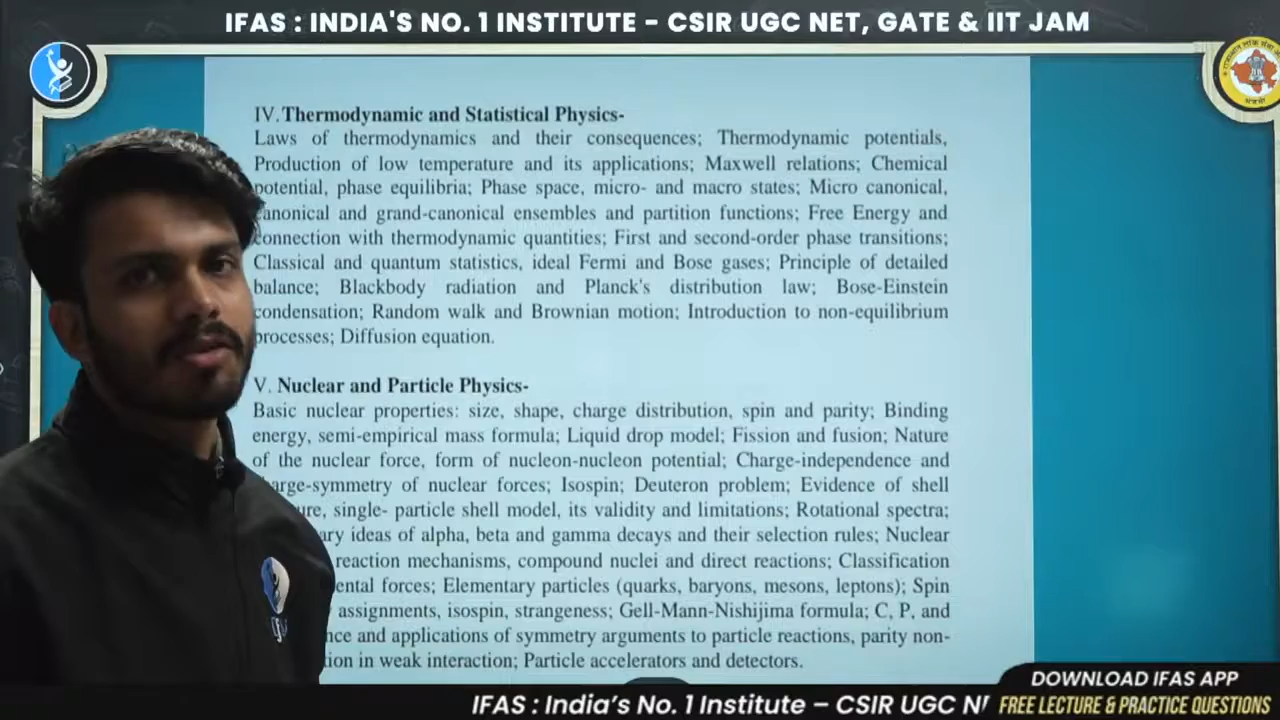 IFAS : INDIA'S NO. 1 INSTITUTE - CSIR UGC NET, GATE & IIT JAM
IV. Thermodynamic and Statistical Physics-
Laws of thermodynamics and their consequences; Thermodynamic potentials,
Production of low temperature and its applications; Maxwell relations; Chemical
potential, phase equilibria; Phase space, micro- and macro states; Micro canonical,
canonical and grand-canonical ensembles and partition functions; Free Energy and
connection with thermodynamic quantities; First and second-order phase transitions;
Classical and quantum statistics, ideal Fermi and Bose gases; Principle of detailed
balance; Blackbody radiation and Planck's distribution law; Bose-Einstein
condensation; Random walk and Brownian motion; Introduction to non-equilibrium
processes; Diffusion equation.
V. Nuclear and Particle Physics-
Basic nuclear properties: size, shape, charge distribution, spin and parity; Binding
energy, semi-empirical mass formula; Liquid drop model; Fission and fusion; Nature
of the nuclear force, form of nucleon-nucleon potential; Charge-independence and
arge-symmetry of nuclear forces; Isospin; Deuteron problem; Evidence of shell
ure, single- particle shell model, its validity and limitations; Rotational spectra;
ary ideas of alpha, beta and gamma decays and their selection rules; Nuclear
reaction mechanisms, compound nuclei and direct reactions; Classification
ental forces; Elementary particles (quarks, baryons, mesons, leptons); Spin
assignments, isospin, strangeness; Gell-Mann-Nishijima formula; C, P, and
nce and applications of symmetry arguments to particle reactions, parity non-
tion in weak interaction; Particle accelerators and detectors.
DOWNLOAD IFAS APP
IFAS : India's No. 1 Institute – CSIR UGC N
FREE LECTURE & PRACTICE QUESTIONS